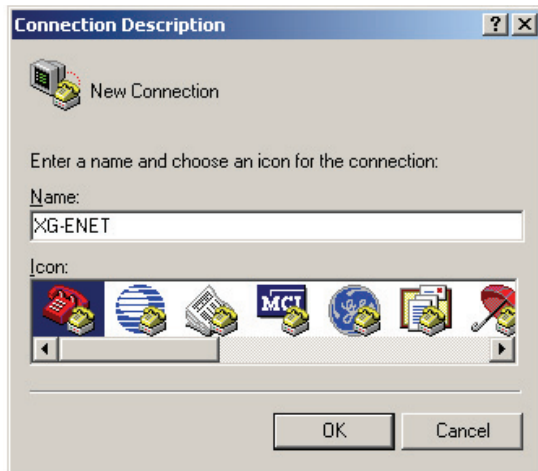 Connection Description
New Connection
Enter a name and choose an icon for the connection:
Name:
XG-ENET
Icon:
MCI
OK Cancel